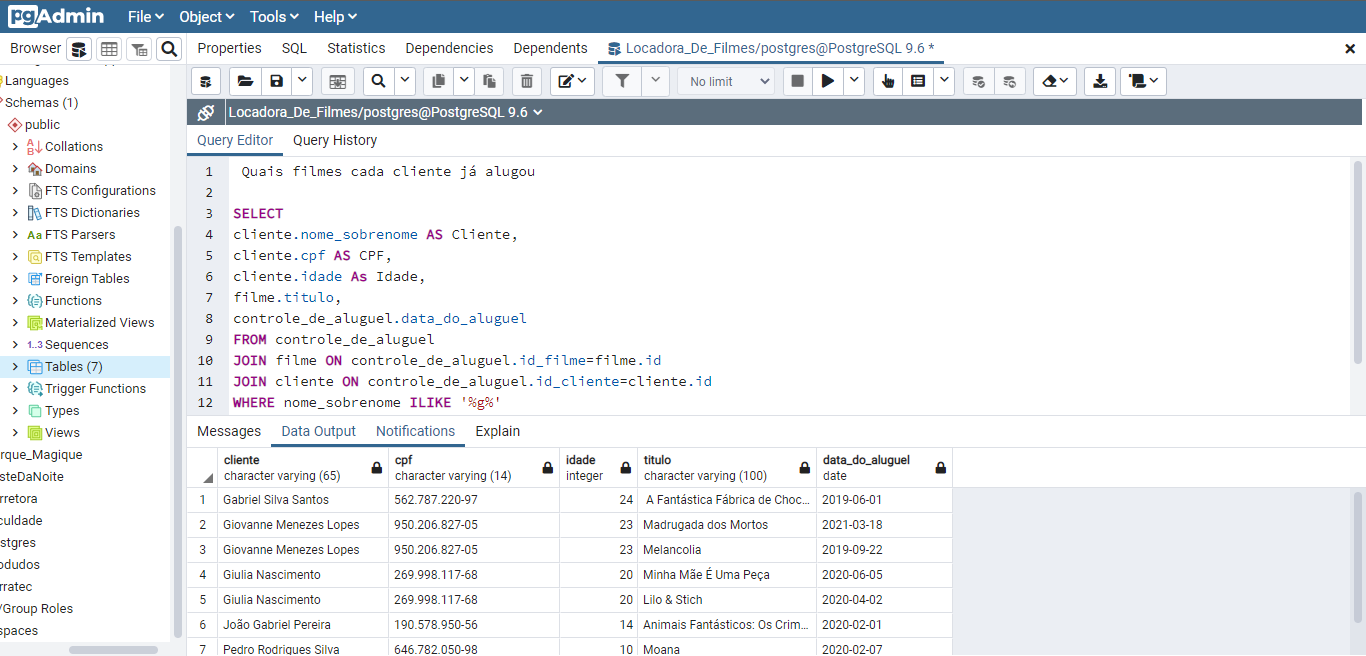 pgAdmin File Object Tools Help
Browser Properties SQL Statistics Dependencies Dependents Locadora_De_Filmes/postgres@PostgreSQL 9.6 *
No limit
Locadora_De_Filmes/postgres@PostgreSQL 9.6
Query Editor Query History
Languages
Schemas (1)
public
Collations
Domains
FTS Configurations
FTS Dictionaries
Aa FTS Parsers
FTS Templates
Foreign Tables
Functions
Materialized Views
1..3 Sequences
Tables (7)
Trigger Functions
Types
Views
rque_Magique
steDaNoite
rretora
culdade
stgres
odudos
rratec
/Group Roles
spaces
1 Quais filmes cada cliente já alugou
2
3 SELECT
4 cliente.nome_sobrenome AS Cliente,
5 cliente.cpf AS CPF,
6 cliente.idade As Idade,
7 filme.titulo,
8 controle_de_aluguel.data_do_aluguel
9 FROM controle_de_aluguel
10 JOIN filme ON controle_de_aluguel.id_filme=filme.id
11 JOIN cliente ON controle_de_aluguel.id_cliente=cliente.id
12 WHERE nome_sobrenome ILIKE '%g%'
Messages Data Output Notifications Explain
cliente cpf idade titulo data_do_aluguel
character varying (65) character varying (14) integer character varying (100) date
1 Gabriel Silva Santos 562.787.220-97 24 A Fantástica Fábrica de Choc... 2019-06-01
2 Giovanne Menezes Lopes 950.206.827-05 23 Madrugada dos Mortos 2021-03-18
3 Giovanne Menezes Lopes 950.206.827-05 23 Melancolia 2019-09-22
4 Giulia Nascimento 269.998.117-68 20 Minha Mãe É Uma Peça 2020-06-05
5 Giulia Nascimento 269.998.117-68 20 Lilo & Stich 2020-04-02
6 João Gabriel Pereira 190.578.950-56 14 Animais Fantásticos: Os Crim... 2020-02-01
7 Pedro Rodrigues Silva 646.782.050-98 10 Moana 2020-02-07